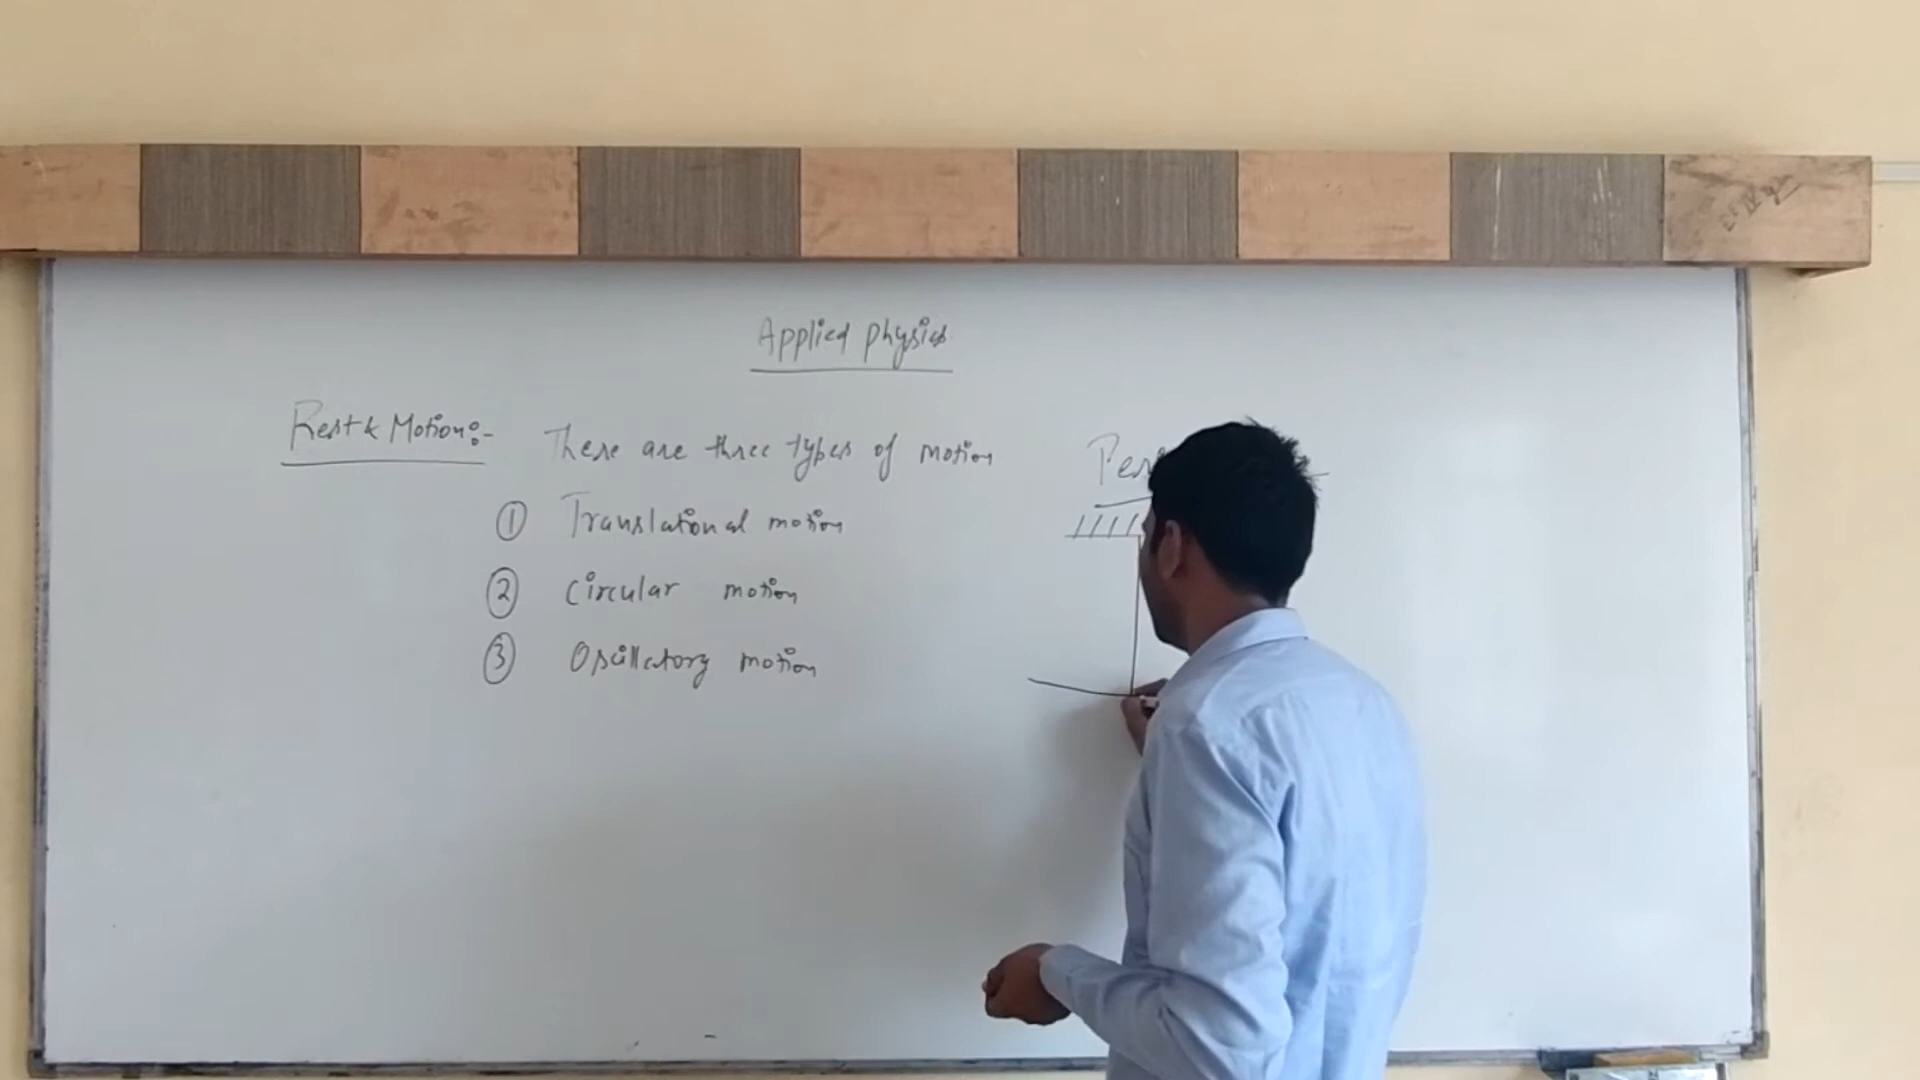 Applied physics
Rest & Motion:-
There are three types of motion
① Translational motion
② Circular motion
③ Oscillatory motion